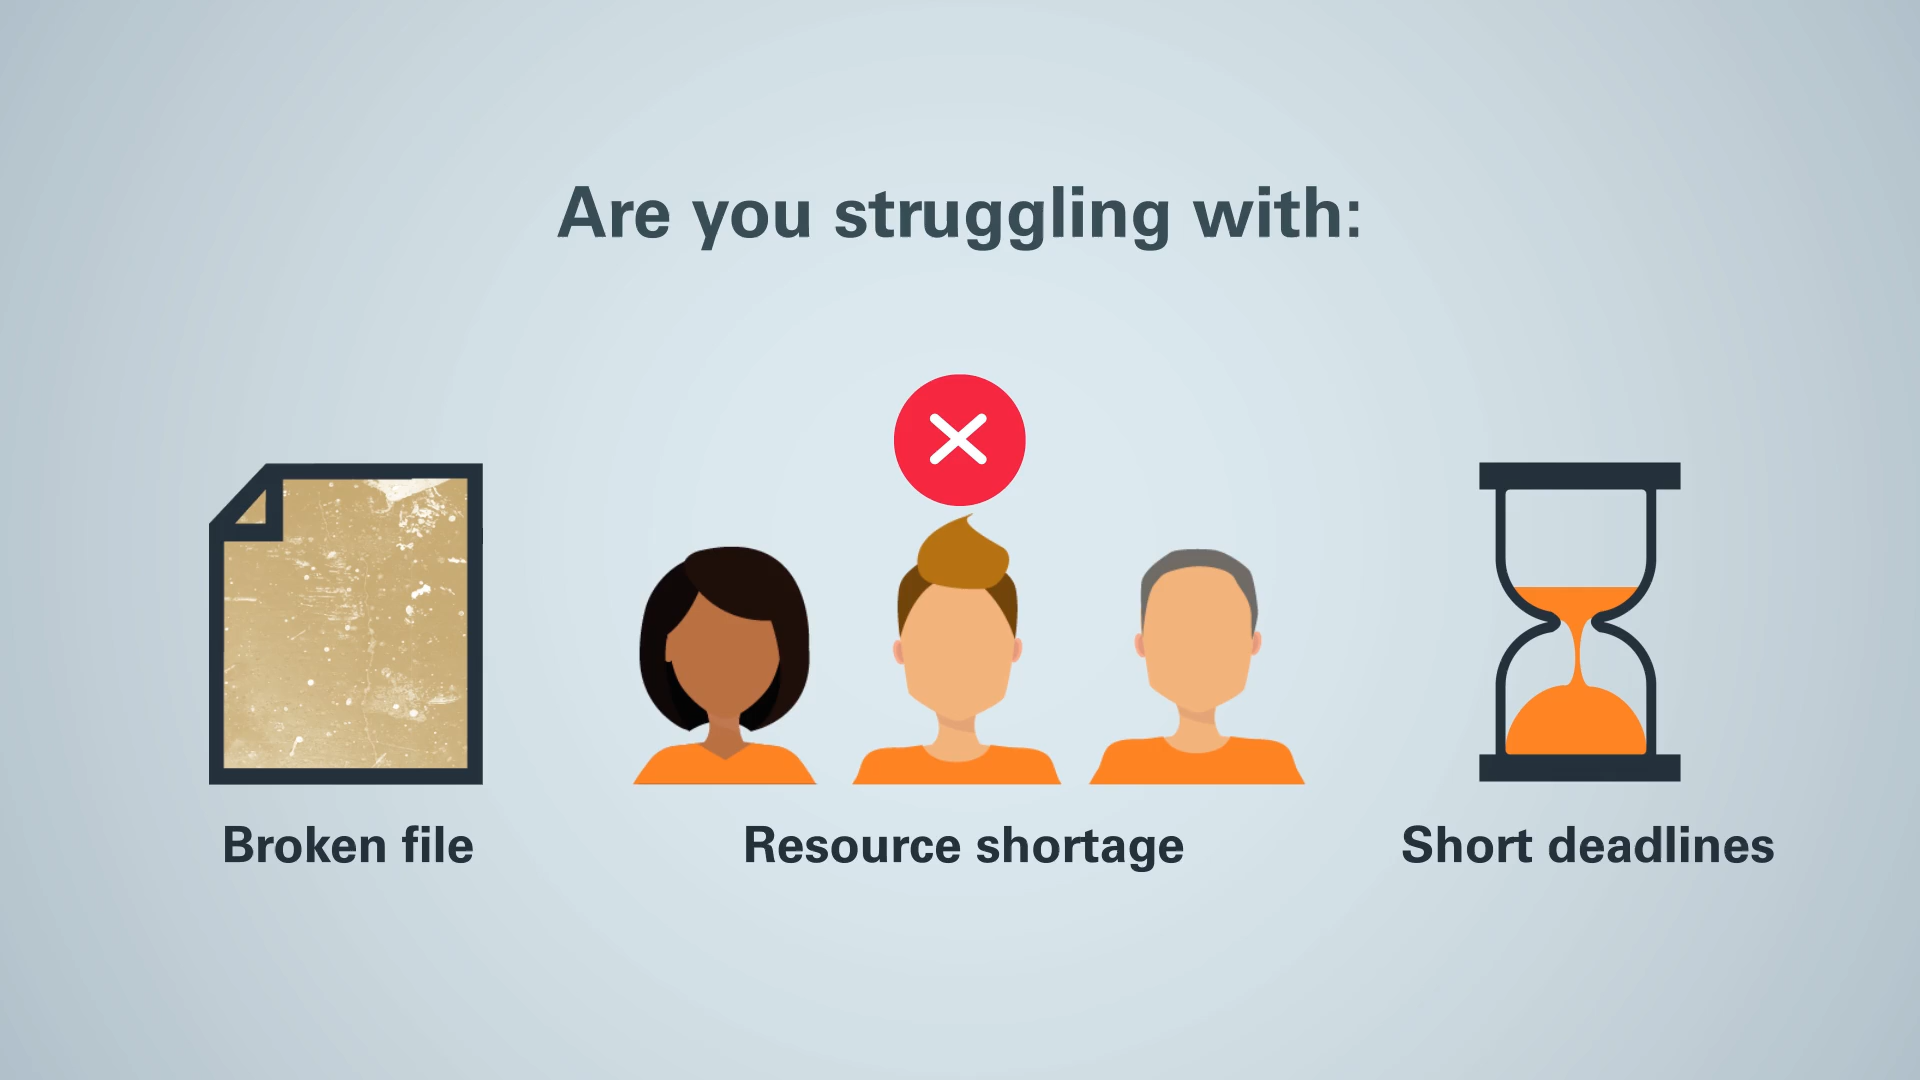 Are you struggling with:
Broken file
Resource shortage
Short deadlines